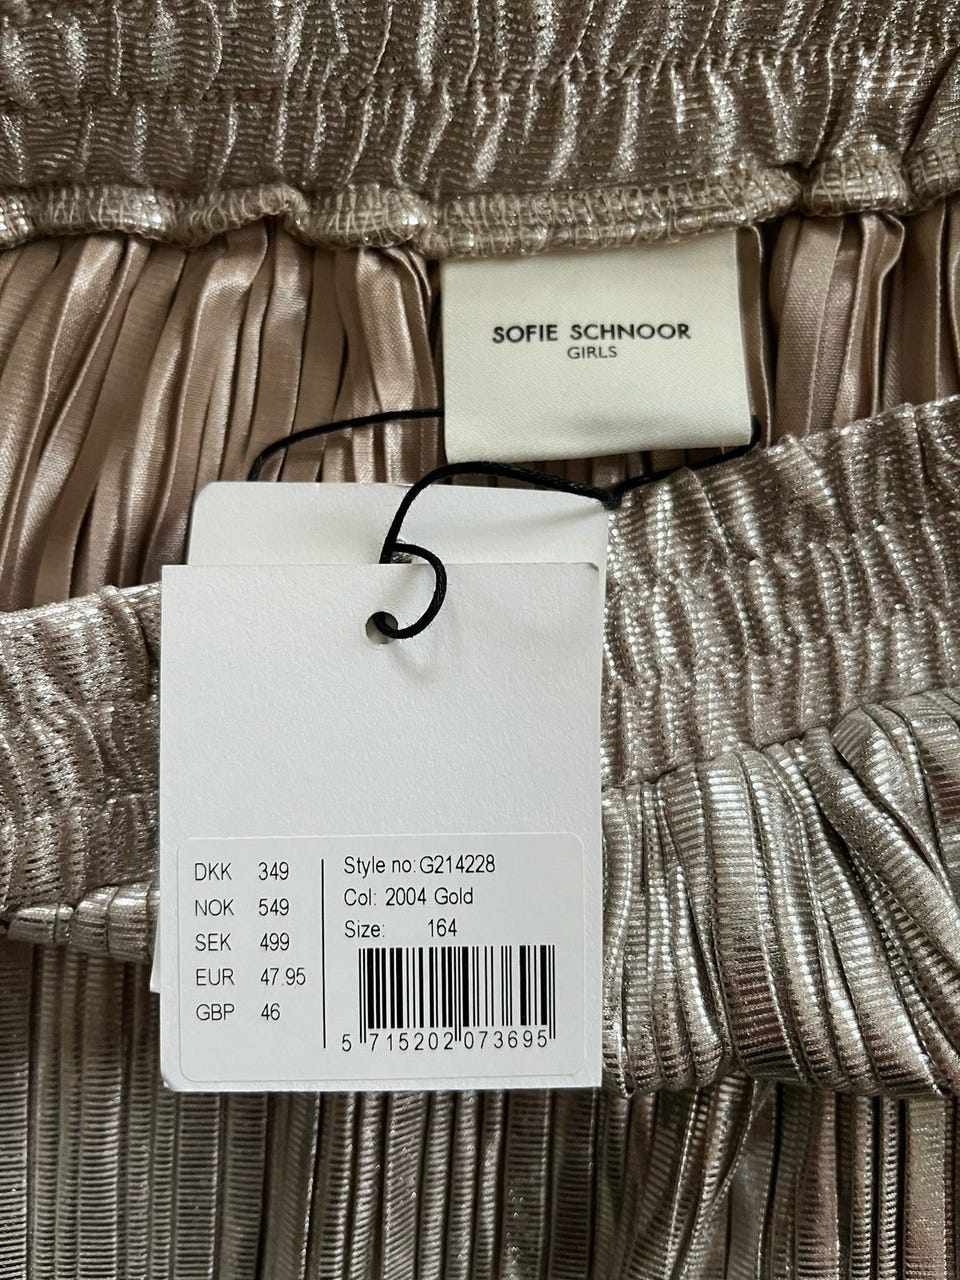 SOFIE SCHNOOR
GIRLS
DKK 349
NOK 549
SEK 499
EUR 47.95
GBP 46
Style no: G214228
Col: 2004 Gold
Size: 164
5 715202 073695